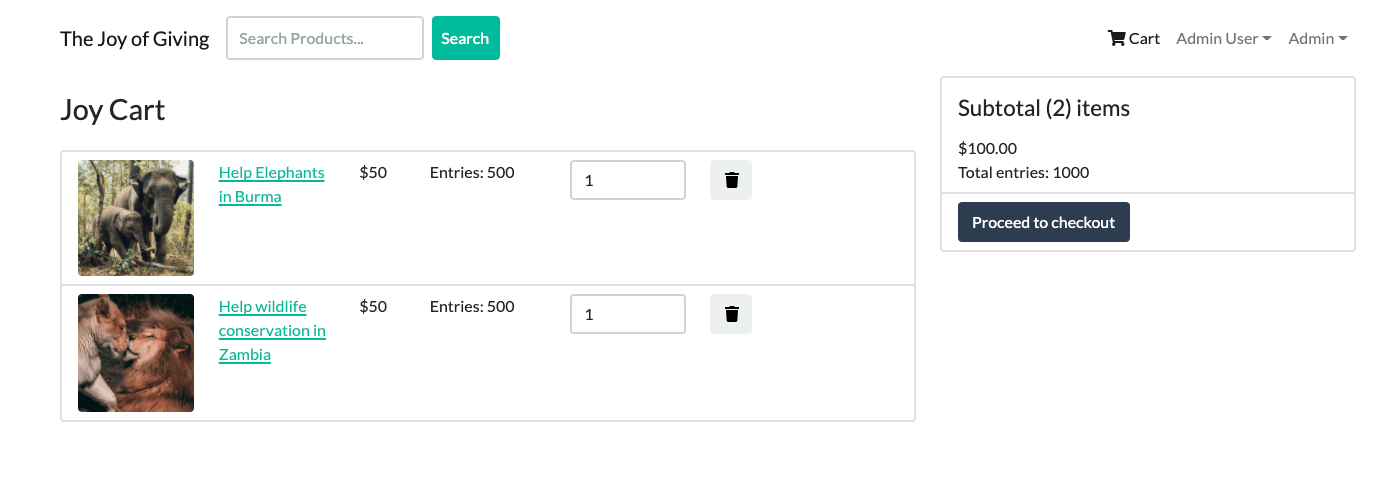 The Joy of Giving
Search Products...
Search
Cart
Admin User
Admin
Joy Cart
Help Elephants
in Burma
$50
Entries: 500
1
Help wildlife
conservation in
Zambia
$50
Entries: 500
1
Subtotal (2) items
$100.00
Total entries: 1000
Proceed to checkout